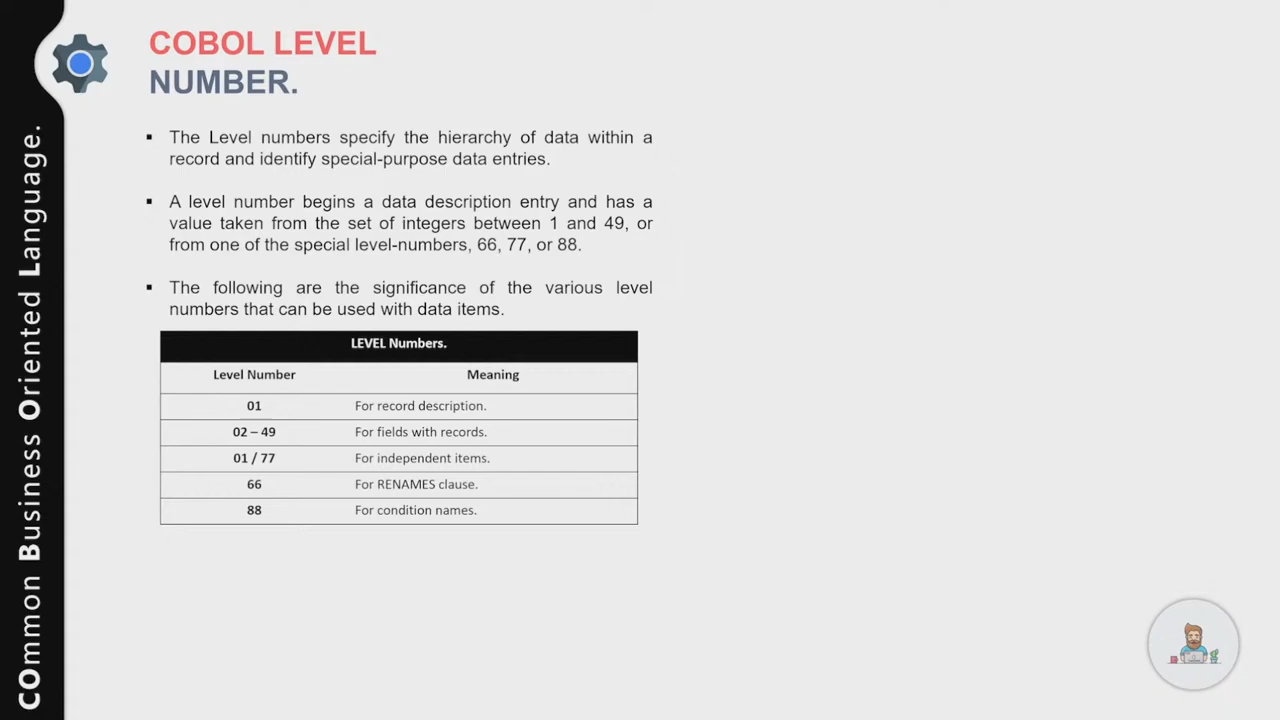 COBOL LEVEL
NUMBER.
▪ The Level numbers specify the hierarchy of data within a
record and identify special-purpose data entries.
▪ A level number begins a data description entry and has a
value taken from the set of integers between 1 and 49, or
from one of the special level-numbers, 66, 77, or 88.
▪ The following are the significance of the various level
numbers that can be used with data items.
LEVEL Numbers.
Level Number Meaning
01 For record description.
02 – 49 For fields with records.
01 / 77 For independent items.
66 For RENAMES clause.
88 For condition names.
COmmon Business Oriented Language.